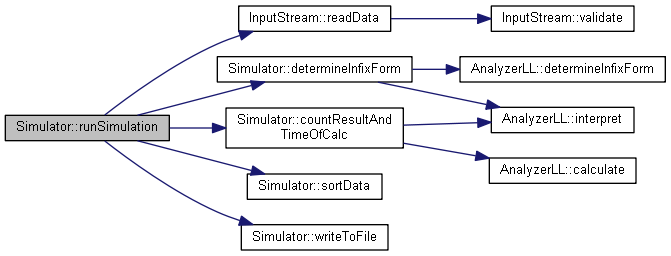 Simulator::runSimulation
InputStream::readData
InputStream::validate
Simulator::determineInfixForm
AnalyzerLL::determineInfixForm
Simulator::countResultAnd
TimeOfCalc
AnalyzerLL::interpret
AnalyzerLL::calculate
Simulator::sortData
Simulator::writeToFile